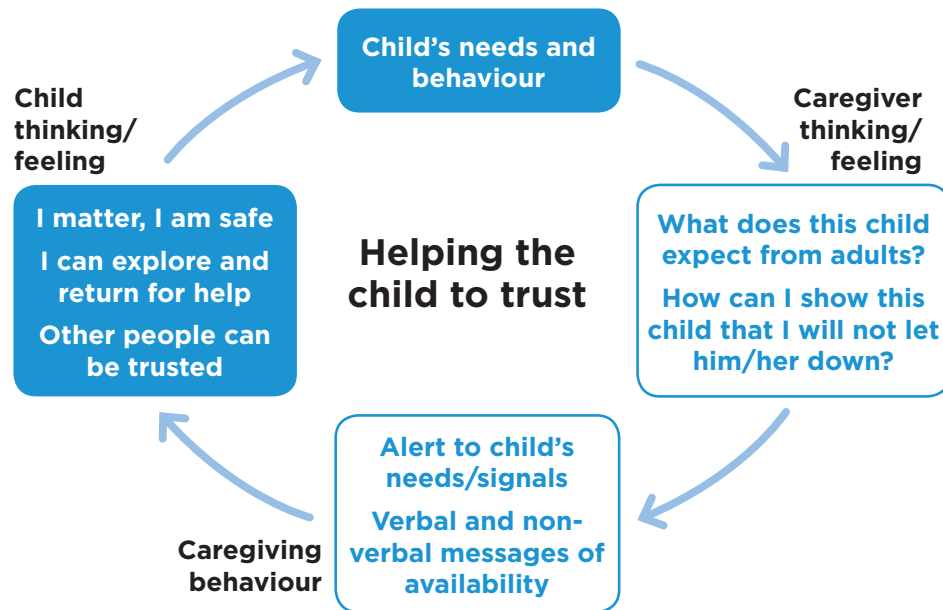 Child’s needs and
behaviour
Child
thinking/
feeling
Caregiver
thinking/
feeling
I matter, I am safe
I can explore and
return for help
Other people can
be trusted
Helping the
child to trust
What does this child
expect from adults?
How can I show this
child that I will not let
him/her down?
Alert to child’s
needs/signals
Verbal and non-
verbal messages of
availability
Caregiving
behaviour